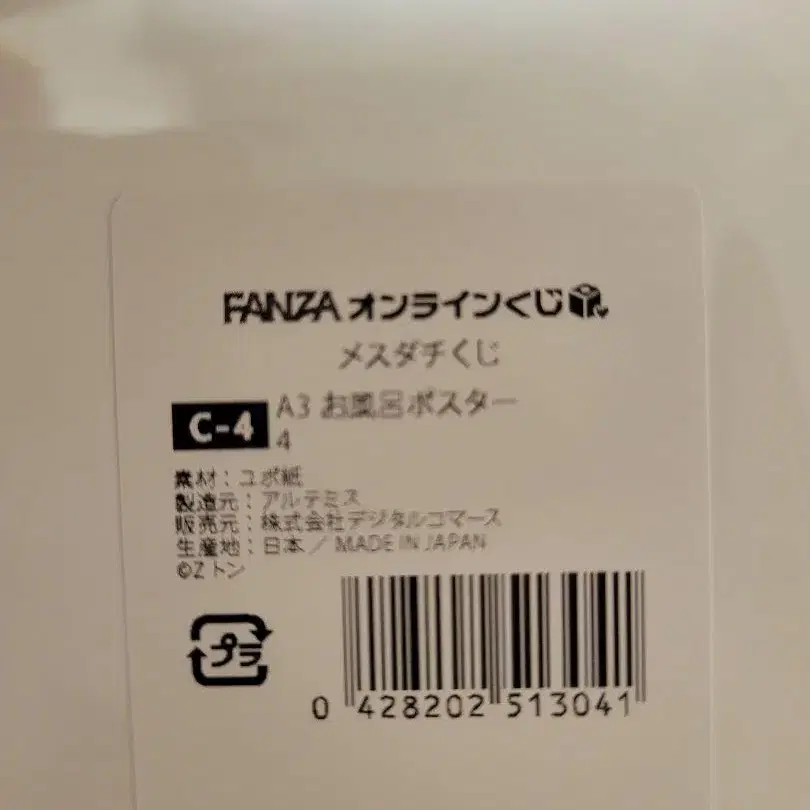 FANZA オンラインくじ
メスダチくじ
C-4
A3 お風呂ポスター
4
素材：ユポ紙
製造元：アルテミス
販売元：株式会社デジタルコマース
生産地：日本／MADE IN JAPAN
©Zトン
プラ
0 428202 513041